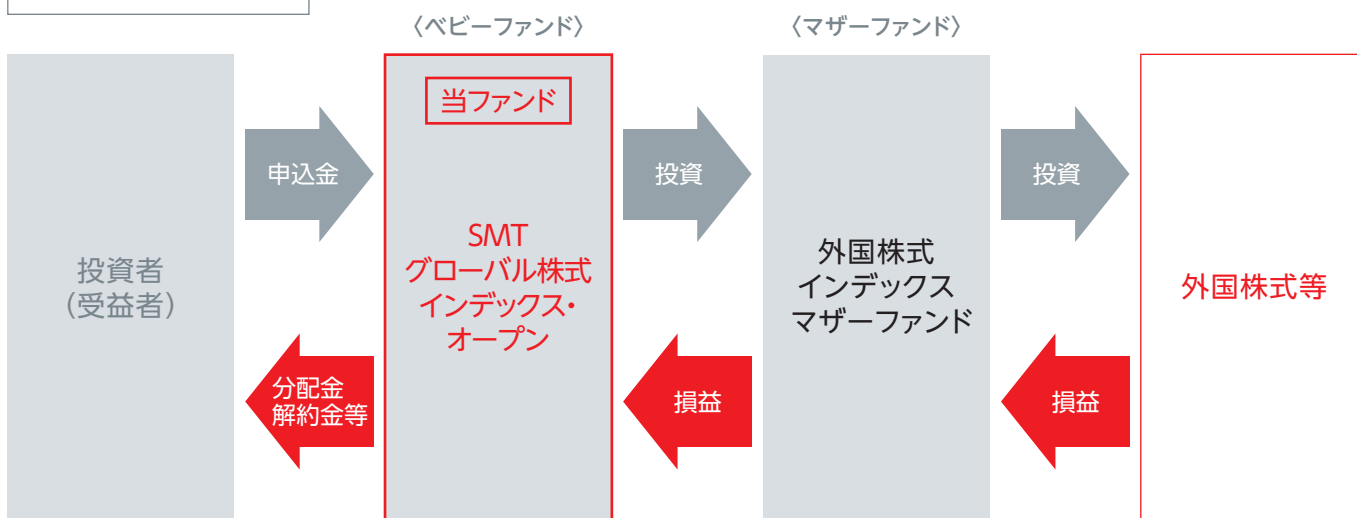 〈ベビーファンド〉
〈マザーファンド〉
投資者
(受益者)
申込金
分配金
解約金等
当ファンド
SMT
グローバル株式
インデックス・
オープン
投資
損益
外国株式
インデックス
マザーファンド
投資
損益
外国株式等